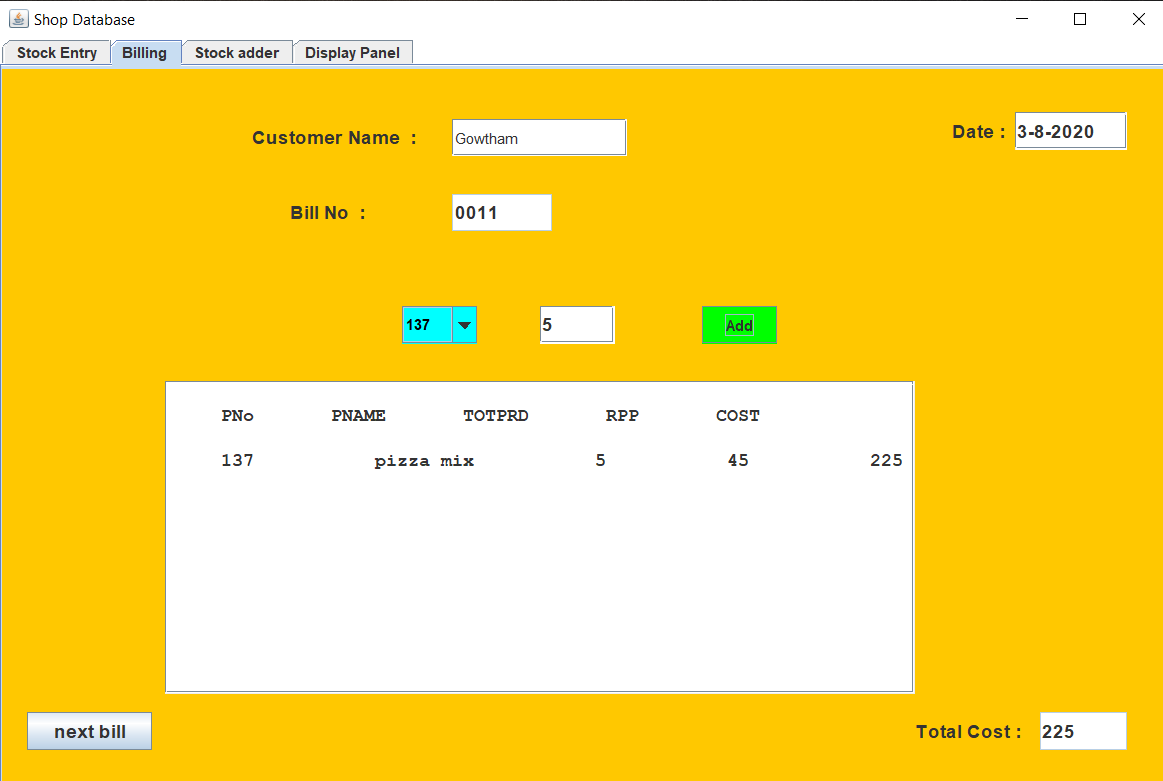 Shop Database
Stock Entry Billing Stock adder Display Panel
Customer Name : Gowtham Date : 3-8-2020
Bill No : 0011
137 5 Add
PNo PNAME TOTPRD RPP COST
137 pizza mix 5 45 225
next bill Total Cost : 225